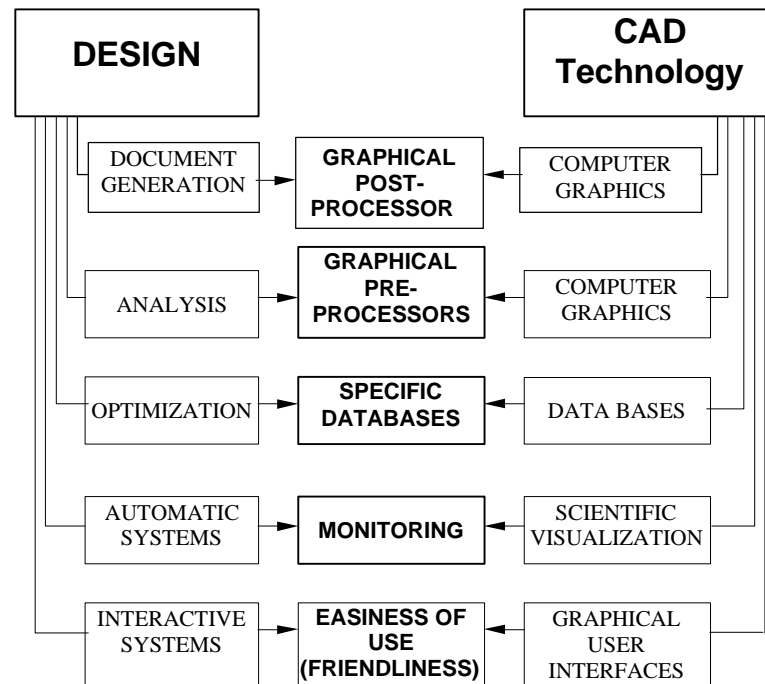 DESIGN
CAD
Technology
DOCUMENT
GENERATION
GRAPHICAL
POST-
PROCESSOR
COMPUTER
GRAPHICS
ANALYSIS
GRAPHICAL
PRE-
PROCESSORS
COMPUTER
GRAPHICS
OPTIMIZATION
SPECIFIC
DATABASES
DATA BASES
AUTOMATIC
SYSTEMS
MONITORING
SCIENTIFIC
VISUALIZATION
INTERACTIVE
SYSTEMS
EASINESS OF
USE
(FRIENDLINESS)
GRAPHICAL
USER
INTERFACES